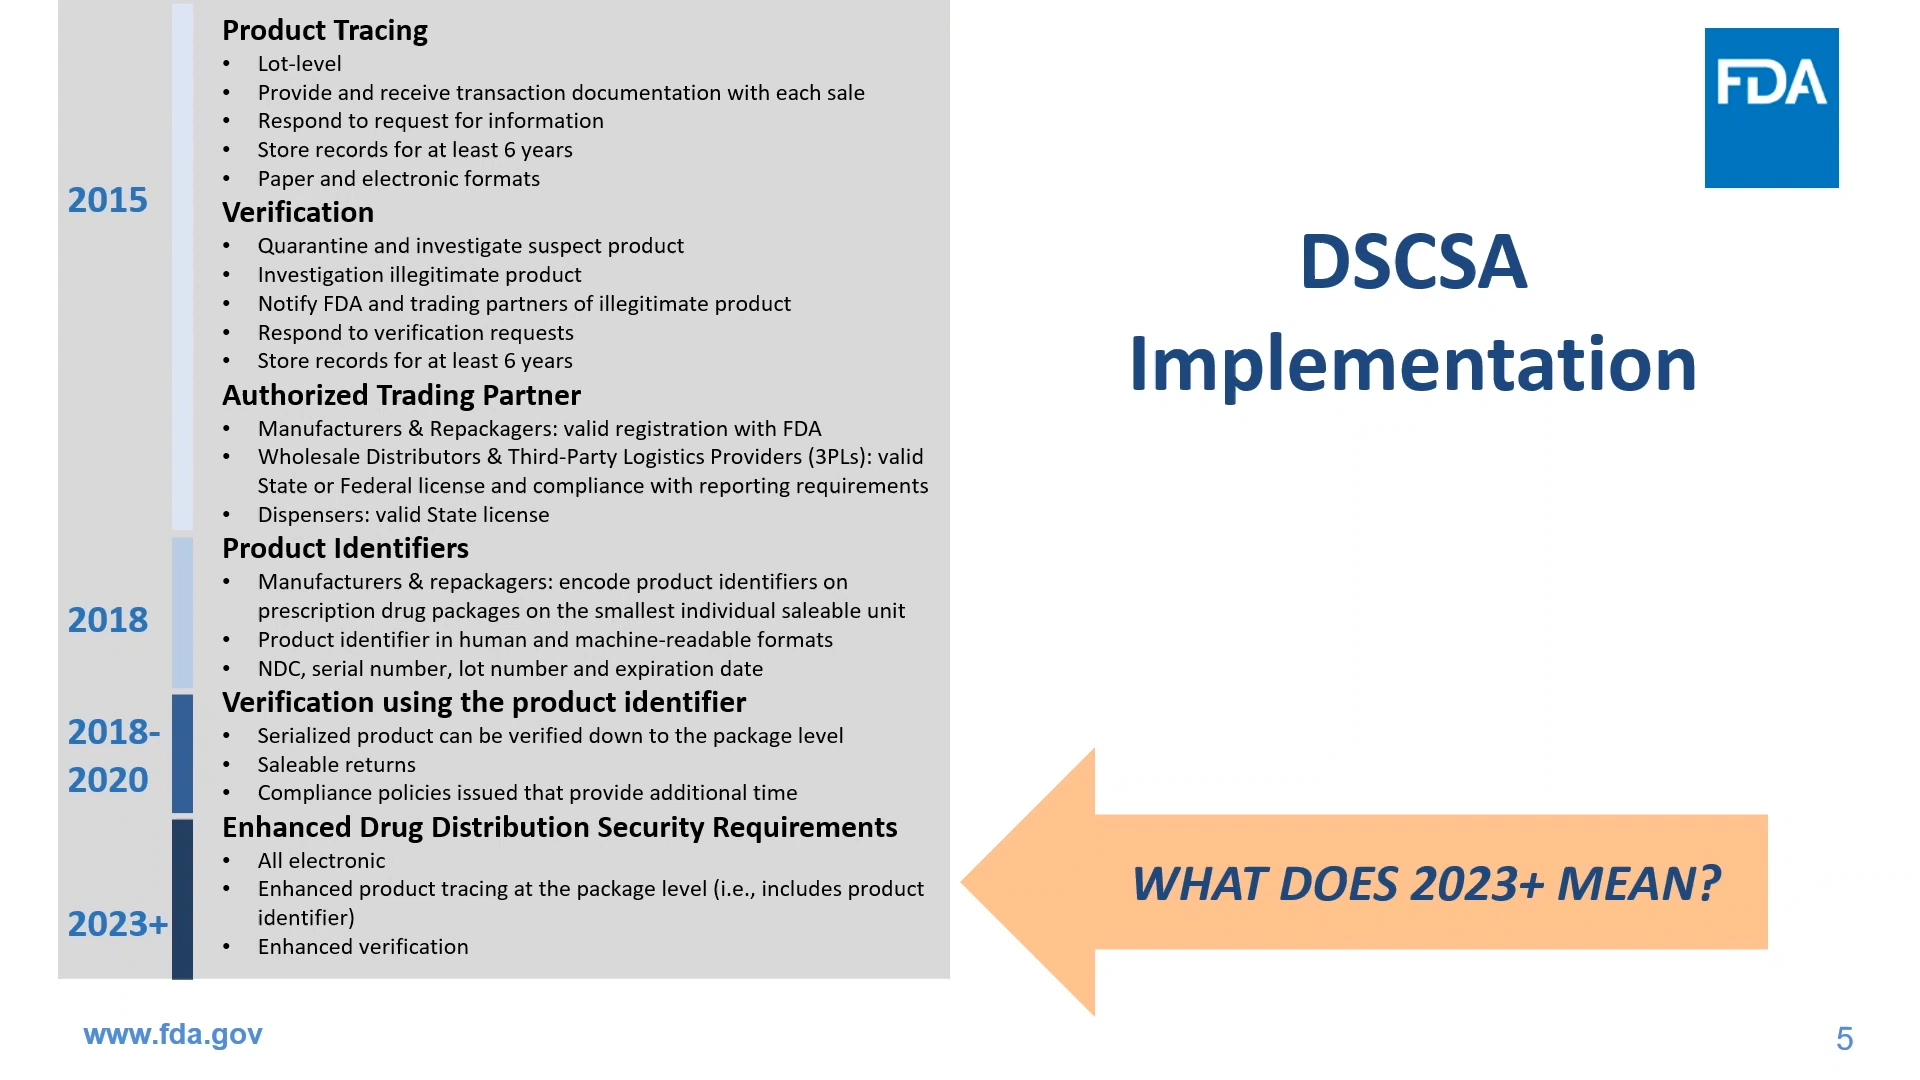 Product Tracing
• Lot-level
• Provide and receive transaction documentation with each sale
• Respond to request for information
• Store records for at least 6 years
• Paper and electronic formats
2015
Verification
• Quarantine and investigate suspect product
• Investigation illegitimate product
• Notify FDA and trading partners of illegitimate product
• Respond to verification requests
• Store records for at least 6 years
Authorized Trading Partner
• Manufacturers & Repackagers: valid registration with FDA
• Wholesale Distributors & Third-Party Logistics Providers (3PLs): valid
State or Federal license and compliance with reporting requirements
• Dispensers: valid State license
Product Identifiers
• Manufacturers & repackagers: encode product identifiers on
prescription drug packages on the smallest individual saleable unit
2018
• Product identifier in human and machine-readable formats
• NDC, serial number, lot number and expiration date
Verification using the product identifier
2018-
2020
• Serialized product can be verified down to the package level
• Saleable returns
• Compliance policies issued that provide additional time
Enhanced Drug Distribution Security Requirements
• All electronic
• Enhanced product tracing at the package level (i.e., includes product
identifier)
2023+
• Enhanced verification
FDA
DSCSA
Implementation
WHAT DOES 2023+ MEAN?
www.fda.gov
5